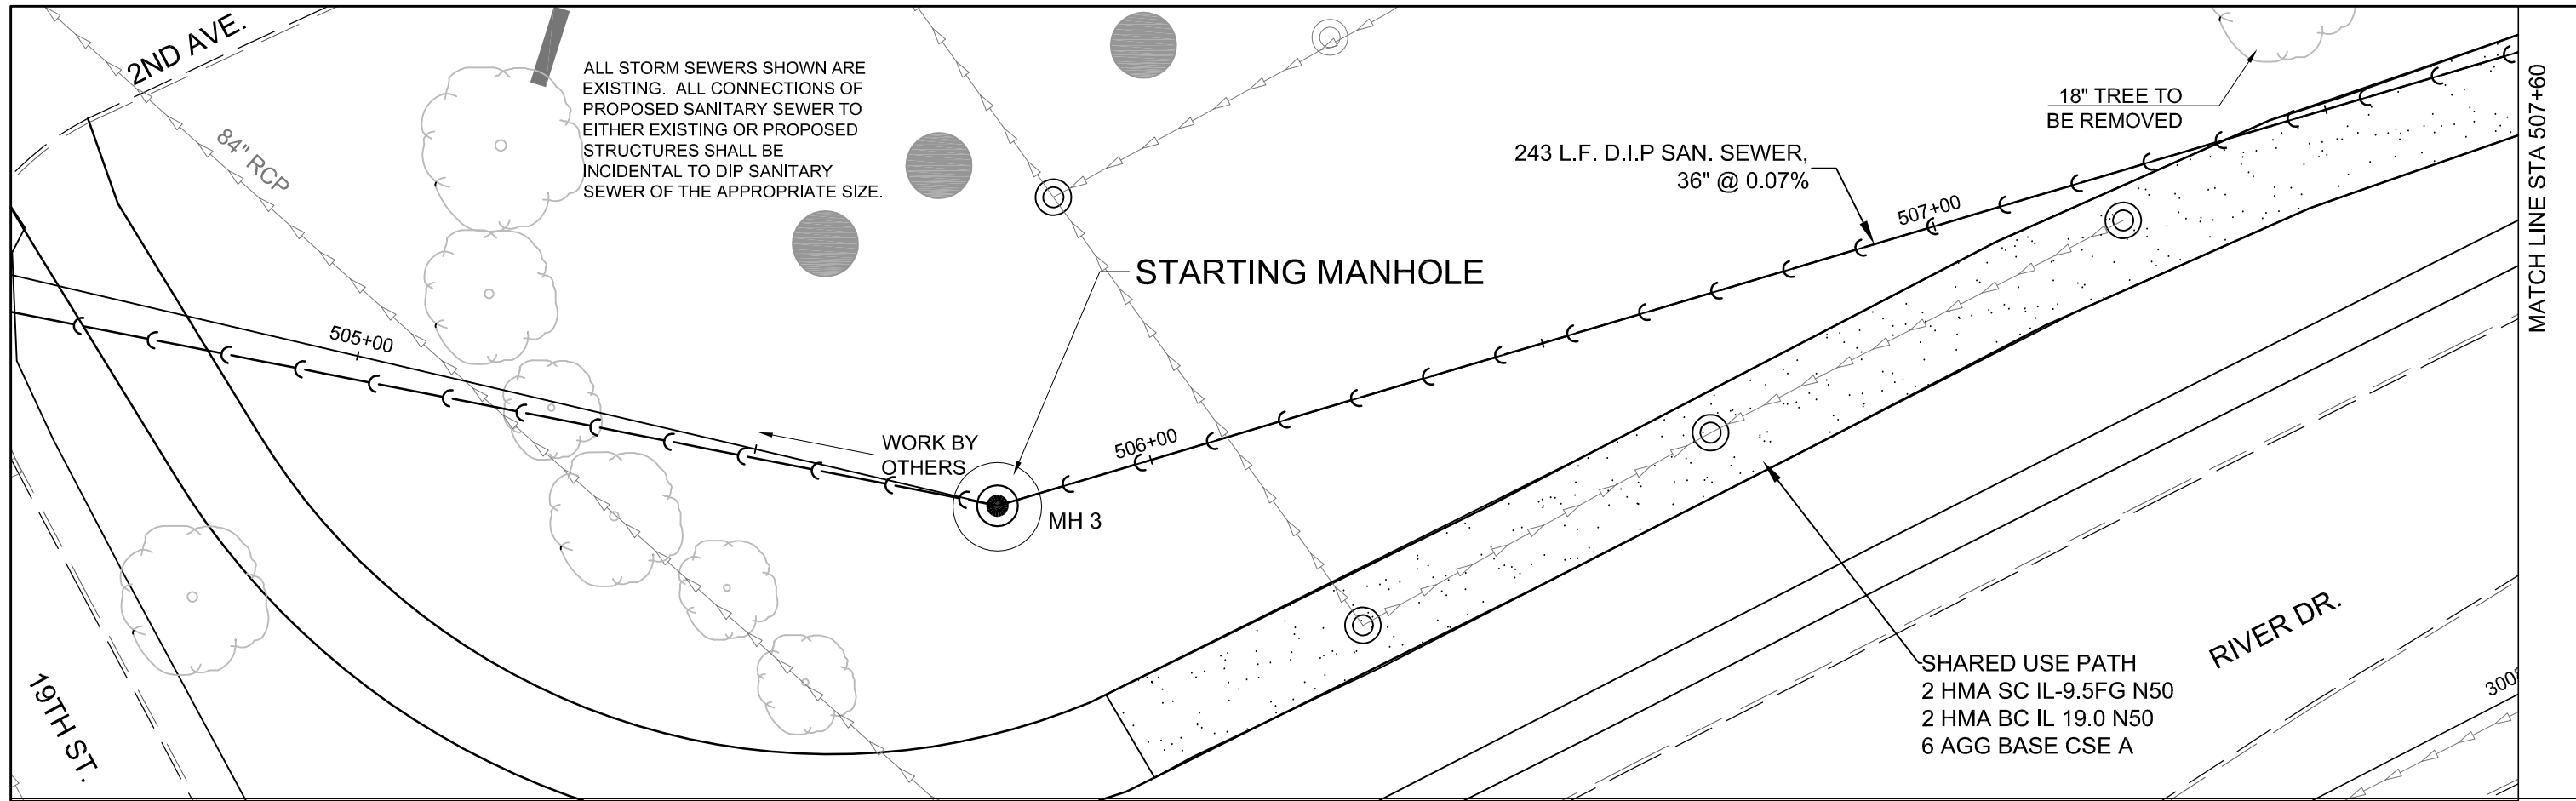 2ND AVE.
84" RCP
ALL STORM SEWERS SHOWN ARE
EXISTING. ALL CONNECTIONS OF
PROPOSED SANITARY SEWER TO
EITHER EXISTING OR PROPOSED
STRUCTURES SHALL BE
INCIDENTAL TO DIP SANITARY
SEWER OF THE APPROPRIATE SIZE.
18" TREE TO
BE REMOVED
MATCH LINE STA 507+60
243 L.F. D.I.P SAN. SEWER,
36" @ 0.07%
507+00
STARTING MANHOLE
505+00
WORK BY
OTHERS
506+00
MH 3
SHARED USE PATH
2 HMA SC IL-9.5FG N50
2 HMA BC IL 19.0 N50
6 AGG BASE CSE A
RIVER DR.
19TH ST.